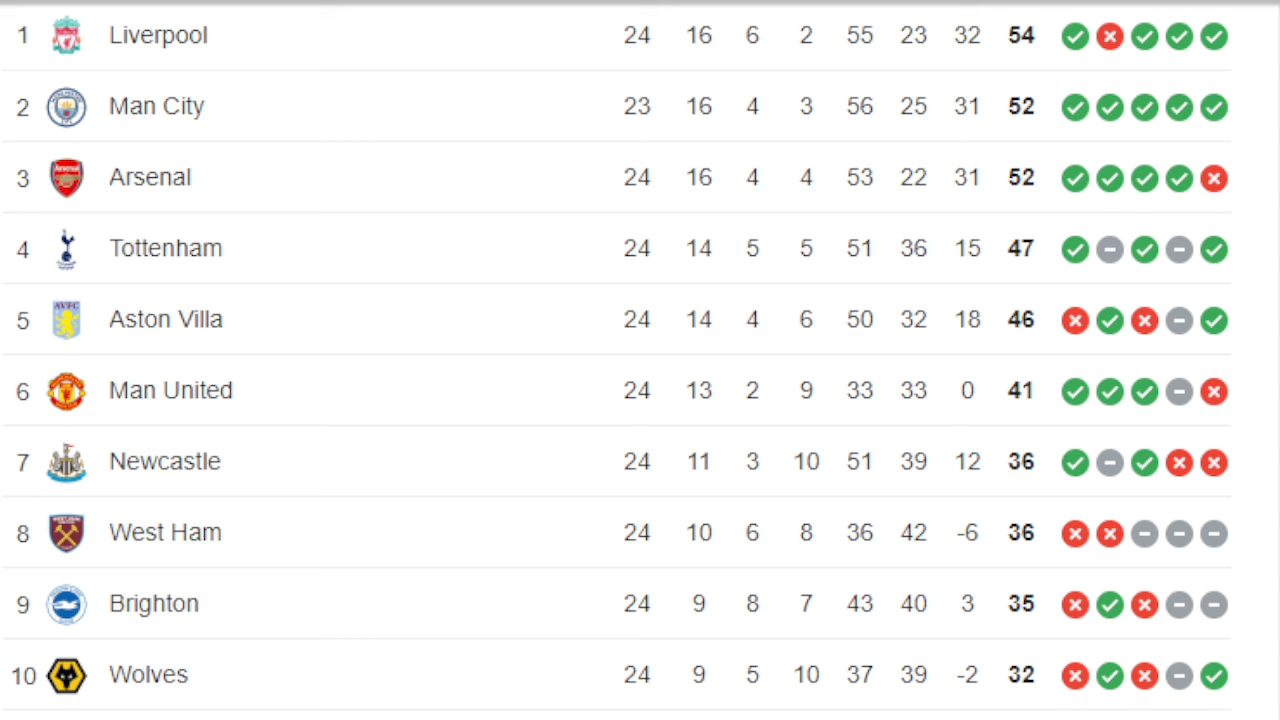 1 Liverpool 24 16 6 2 55 23 32 54
2 Man City 23 16 4 3 56 25 31 52
3 Arsenal 24 16 4 4 53 22 31 52
4 Tottenham 24 14 5 5 51 36 15 47
AVFC
5 Aston Villa 24 14 4 6 50 32 18 46
6 Man United 24 13 2 9 33 33 0 41
7 Newcastle 24 11 3 10 51 39 12 36
8 West Ham 24 10 6 8 36 42 -6 36
9 Brighton 24 9 8 7 43 40 3 35
10 Wolves 24 9 5 10 37 39 -2 32